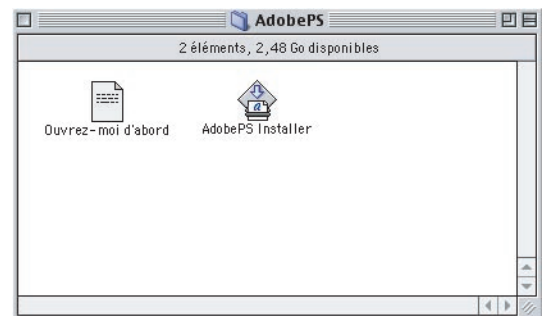 AdobePS
2 éléments, 2,48 Go disponibles
Ouvrez-moi d'abord
AdobePS Installer